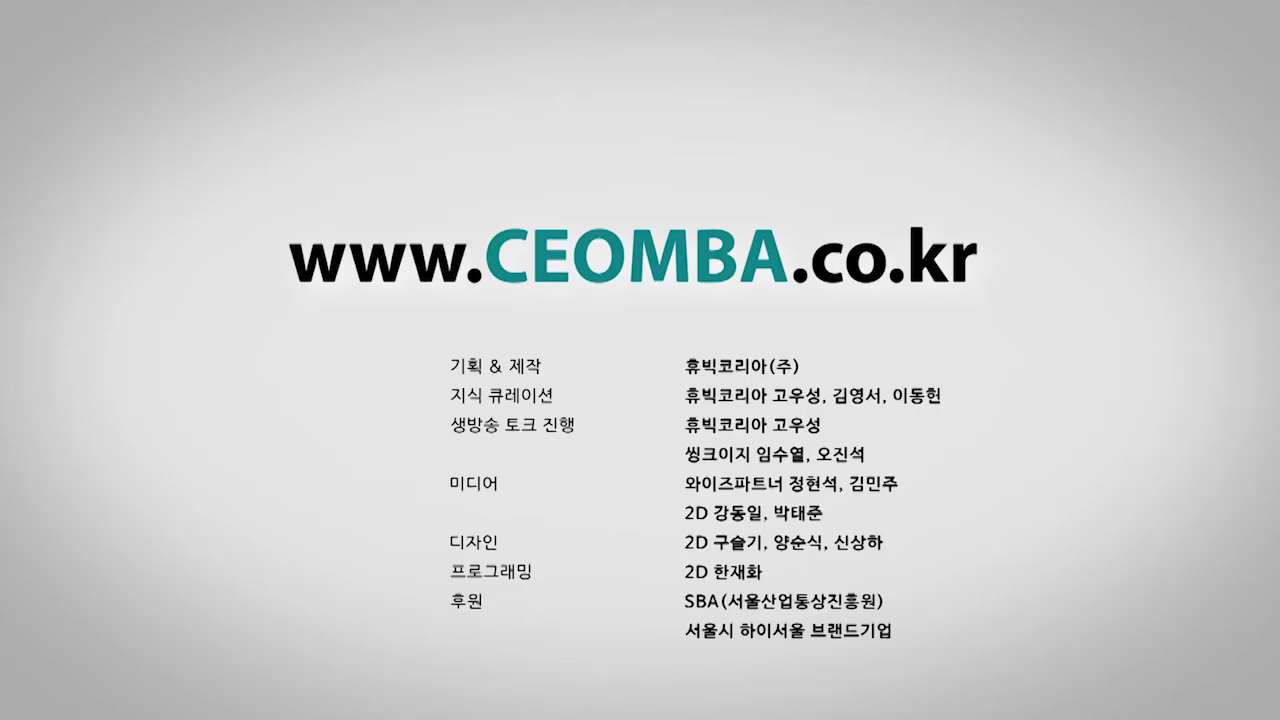 www.CEOMBA.co.kr
기획 & 제작 휴빅코리아(주)
지식 큐레이션 휴빅코리아 고우성, 김영서, 이동헌
생방송 토크 진행 휴빅코리아 고우성
씽크이지 임수열, 오진석
미디어 와이즈파트너 정현석, 김민주
2D 강동일, 박태준
디자인 2D 구슬기, 양순식, 신상하
프로그래밍 2D 한재화
후원 SBA(서울산업통상진흥원)
서울시 하이서울 브랜드기업